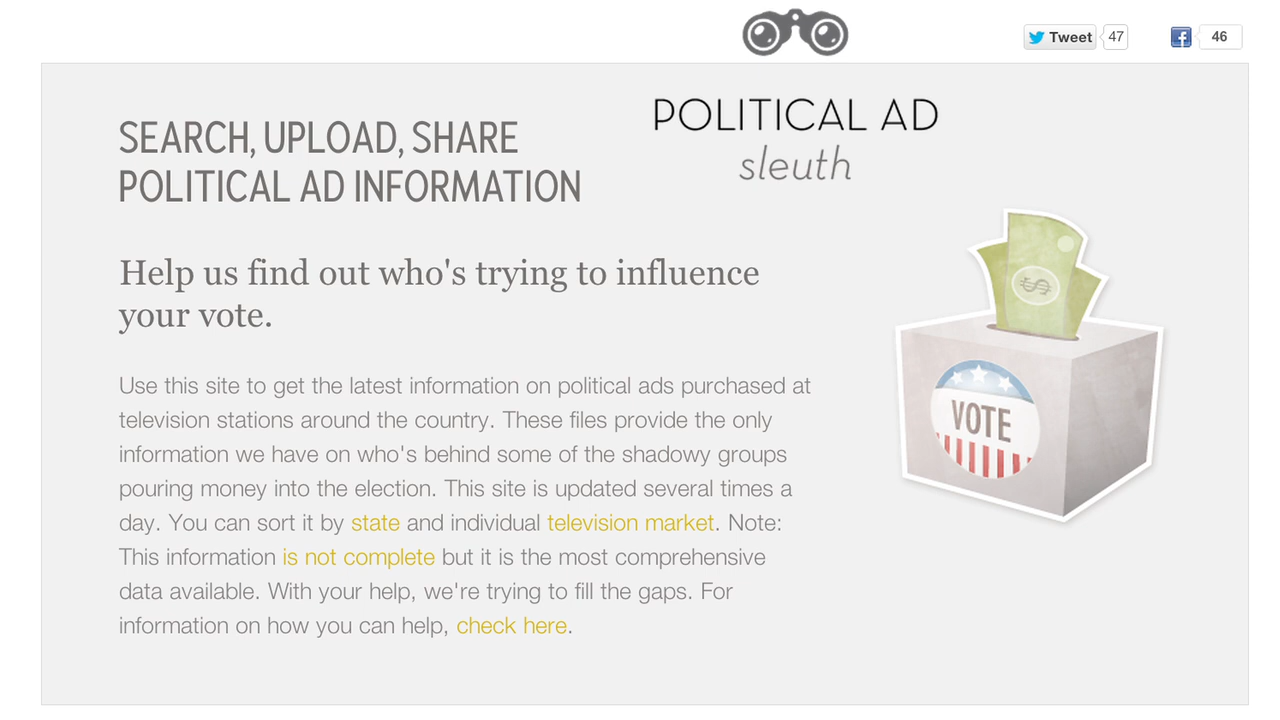 Tweet 47 46
POLITICAL AD
sleuth
SEARCH, UPLOAD, SHARE
POLITICAL AD INFORMATION
Help us find out who's trying to influence
your vote.
$
VOTE
Use this site to get the latest information on political ads purchased at
television stations around the country. These files provide the only
information we have on who's behind some of the shadowy groups
pouring money into the election. This site is updated several times a
day. You can sort it by state and individual television market. Note:
This information is not complete but it is the most comprehensive
data available. With your help, we're trying to fill the gaps. For
information on how you can help, check here.